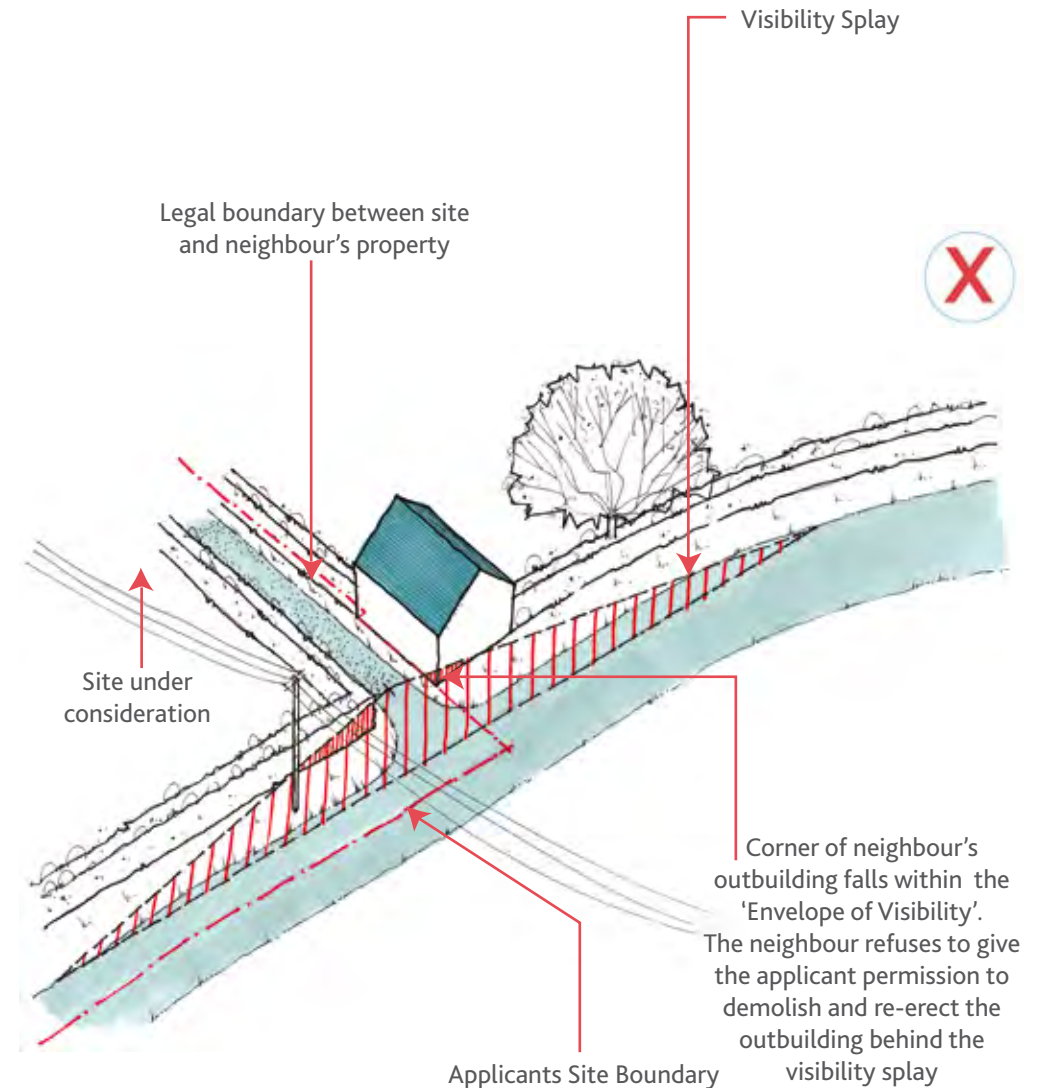 Visibility Splay
Legal boundary between site
and neighbour's property
X
Site under
consideration
Corner of neighbour's
outbuilding falls within the
'Envelope of Visibility'.
The neighbour refuses to give
the applicant permission to
demolish and re-erect the
outbuilding behind the
visibility splay
Applicants Site Boundary